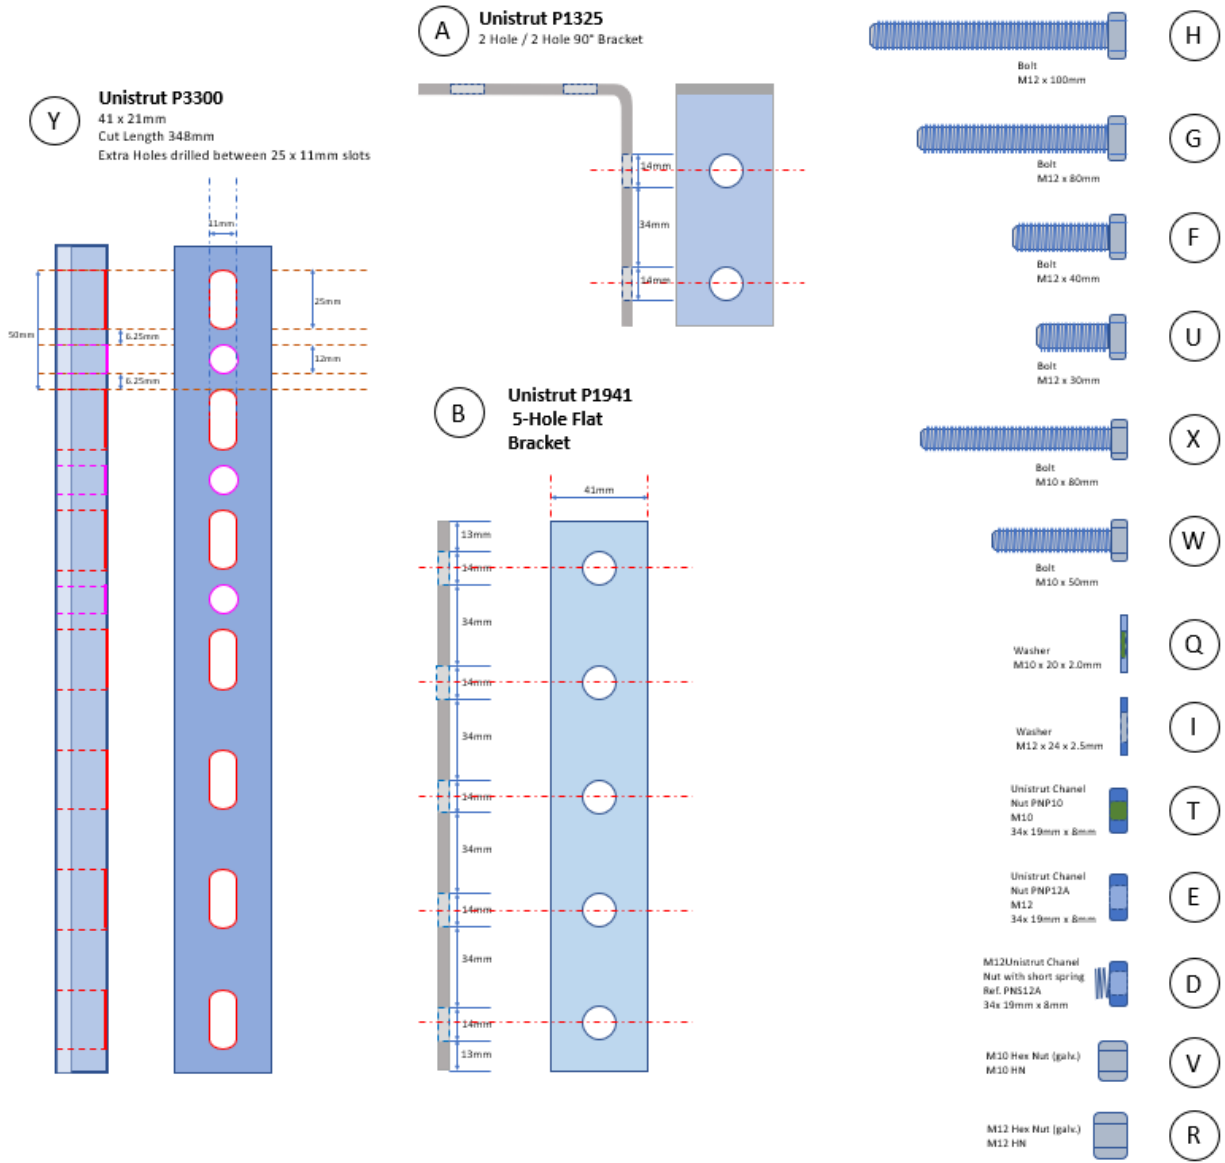 A
Unistrut P1325
2 Hole / 2 Hole 90° Bracket
14mm
34mm
14mm
Y
Unistrut P3300
41 x 21mm
Cut Length 348mm
Extra Holes drilled between 25 x 11mm slots
11mm
50mm
6.25mm
6.25mm
25mm
12mm
B
Unistrut P1941
5-Hole Flat
Bracket
41mm
13mm
14mm
34mm
14mm
34mm
14mm
34mm
14mm
34mm
14mm
13mm
H
Bolt
M12 x 100mm
G
Bolt
M12 x 80mm
F
Bolt
M12 x 40mm
U
Bolt
M12 x 30mm
X
Bolt
M10 x 80mm
W
Bolt
M10 x 50mm
Q
Washer
M10 x 20 x 2.0mm
I
Washer
M12 x 24 x 2.5mm
T
Unistrut Chanel
Nut PNP10
M10
34x 19mm x 8mm
E
Unistrut Chanel
Nut PNP12A
M12
34x 19mm x 8mm
D
M12Unistrut Chanel
Nut with short spring
Ref. PNS12A
34x 19mm x 8mm
V
M10 Hex Nut (galv.)
M10 HN
R
M12 Hex Nut (galv.)
M12 HN